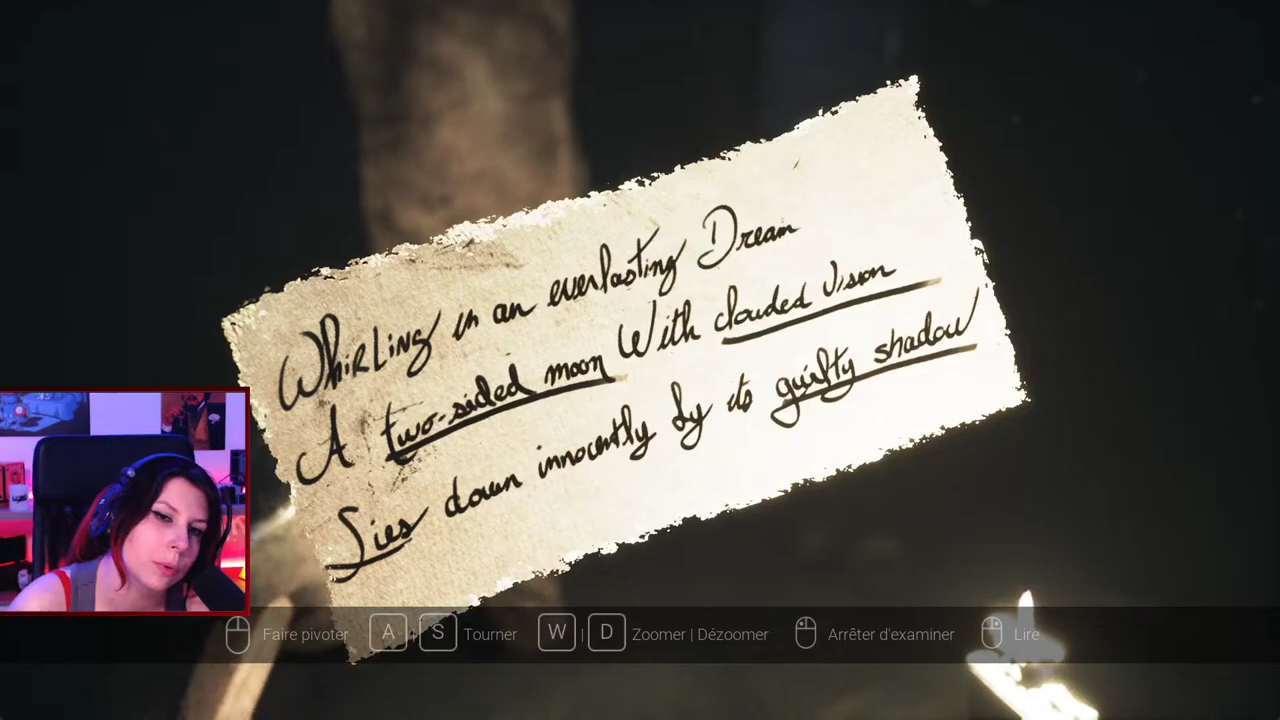 Whirling in an everlasting Dream
A two-sided moon With clouded Vision
Lies down innocently by its guilty shadow
Faire pivoter
A | S Tourner
W | D Zoomer | Dézoomer
Arrêter d'examiner
Lire